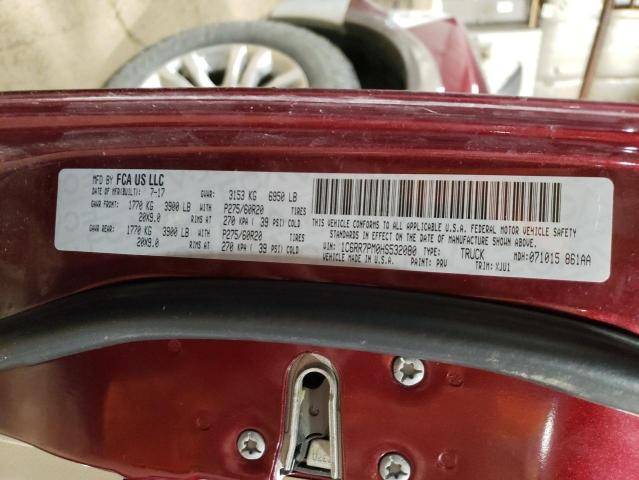 MFD BY FCA US LLC
DATE OF MFR(BUILT): 7-17 GVWR: 3153 KG 6950 LB
GAWR FRONT: 1770 KG 3900 LB WITH P275/60R20 TIRES
20X9.0 RIMS AT 270 KPA ( 39 PSI) COLD
GAWR REAR: 1770 KG 3900 LB WITH P275/60R20 TIRES
20X9.0 RIMS AT 270 KPA ( 39 PSI) COLD
THIS VEHICLE CONFORMS TO ALL APPLICABLE U.S.A. FEDERAL MOTOR VEHICLE SAFETY
STANDARDS IN EFFECT ON THE DATE OF MANUFACTURE SHOWN ABOVE.
VIN: 1C6RR7PM0HS532080 TYPE: TRUCK MDH: 071015 861AA
VEHICLE MADE IN U.S.A. PAINT: PRV TRIM: XJU1